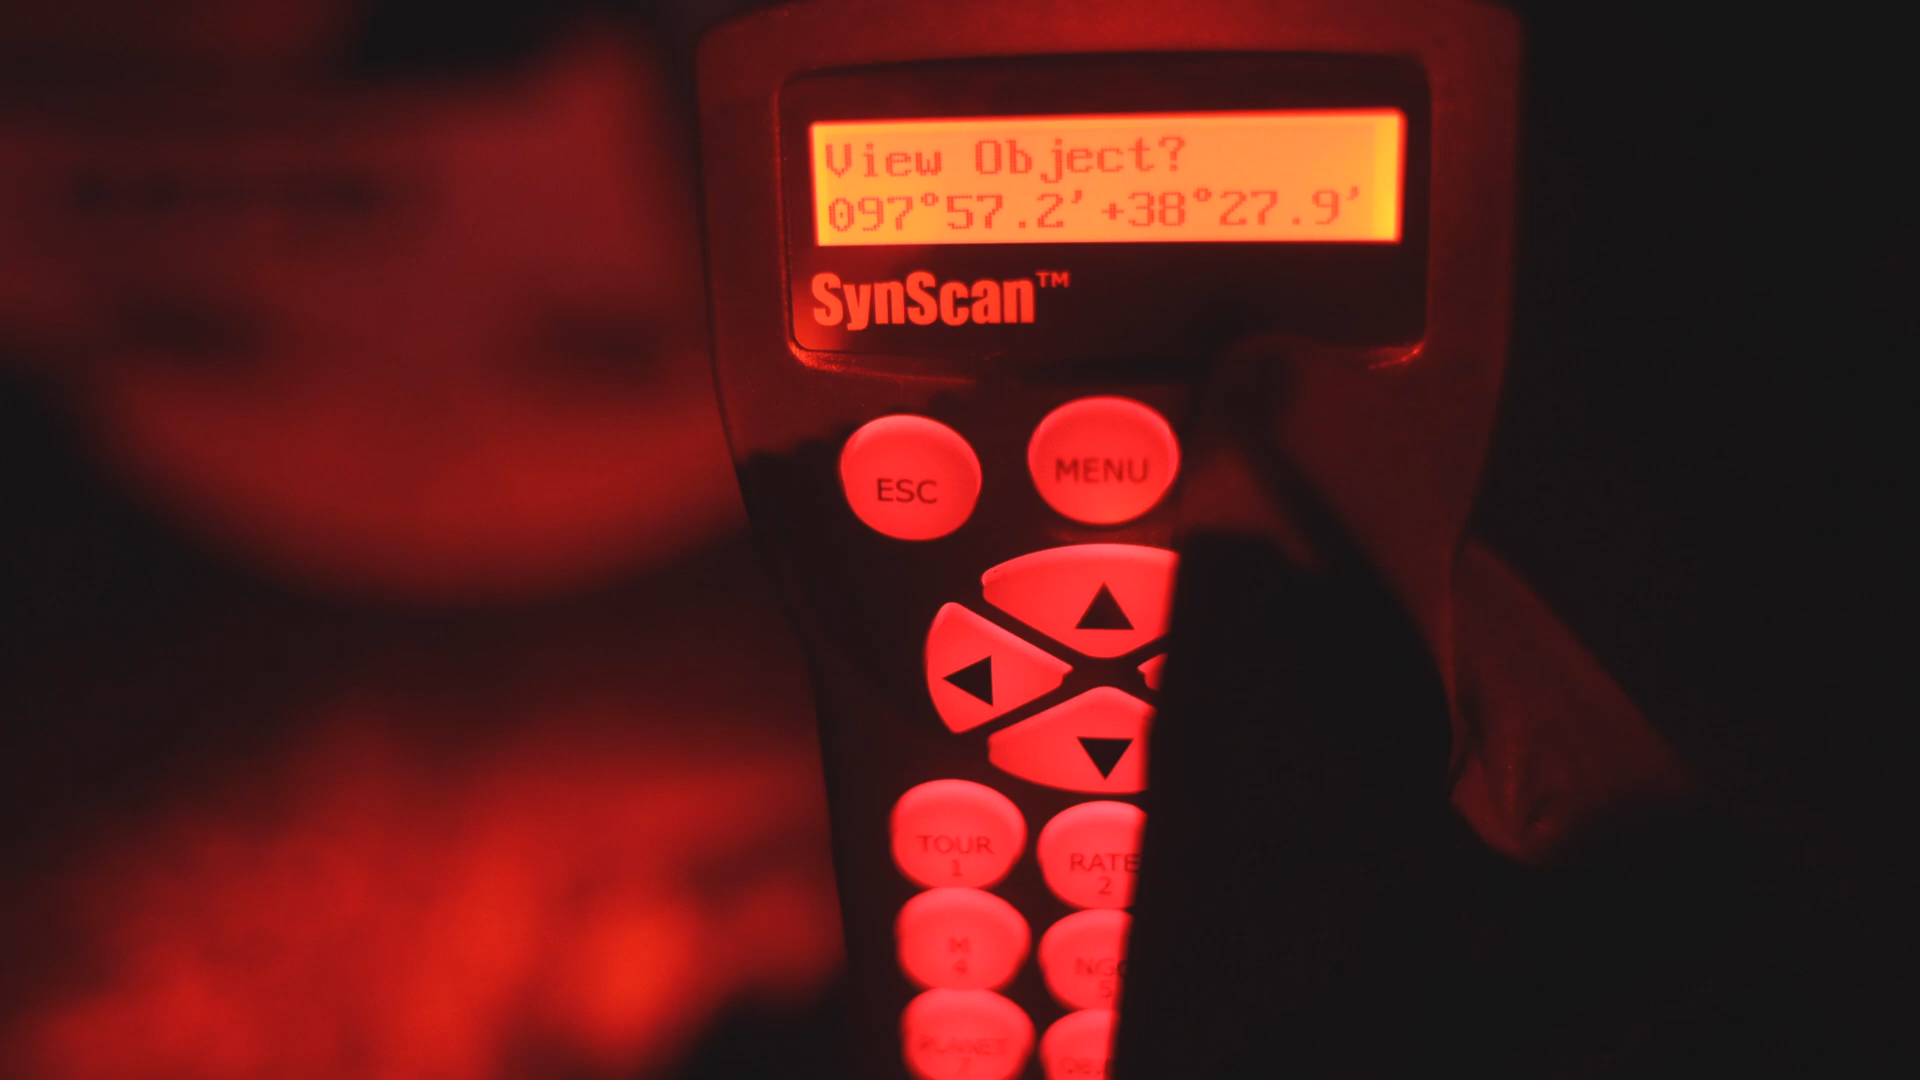 View Object?
097°57.2’+38°27.9’
SynScan™
ESC
MENU
▲
◀
▼
TOUR
1
RATE
2
M
4
NG
5
PLANET
7